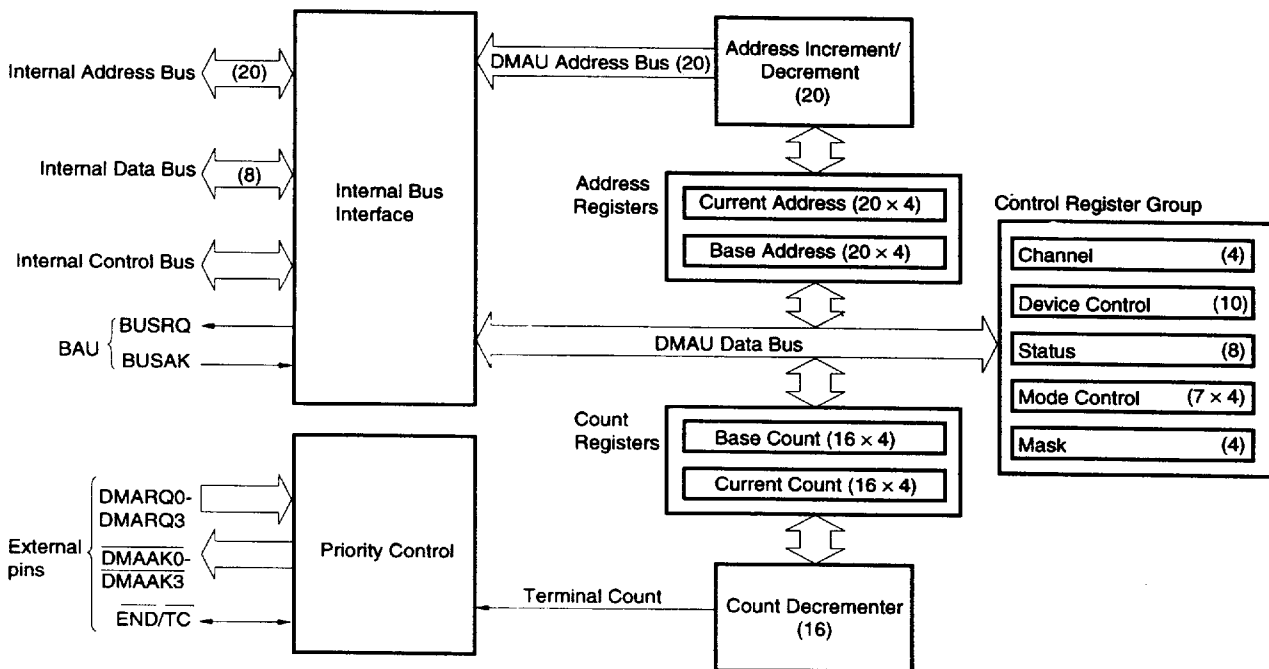 Internal Address Bus
(20)
Internal Data Bus
(8)
Internal Control Bus
BAU
BUSRQ
BUSAK
Internal Bus
Interface
DMAU Address Bus (20)
Address Increment/
Decrement
(20)
Address
Registers
Current Address (20 × 4)
Base Address (20 × 4)
DMAU Data Bus
Count
Registers
Base Count (16 × 4)
Current Count (16 × 4)
Control Register Group
Channel (4)
Device Control (10)
Status (8)
Mode Control (7 × 4)
Mask (4)
External
pins
DMARQ0-
DMARQ3
DMAAK0-
DMAAK3
END/TC
Priority Control
Terminal Count
Count Decrementer
(16)